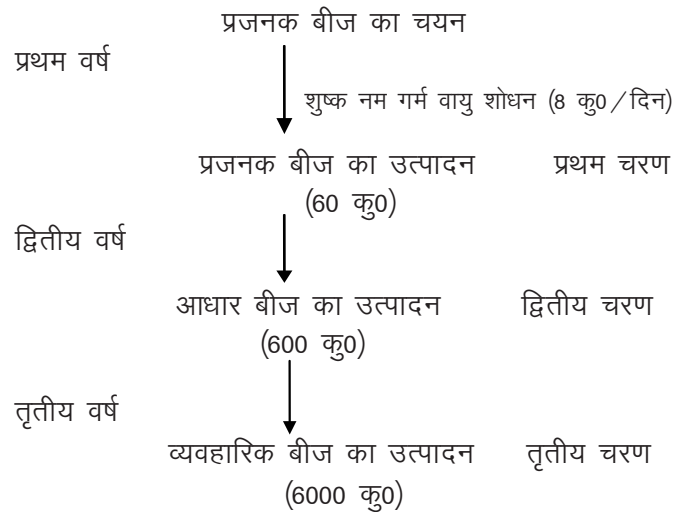 प्रजनक बीज का चयन
प्रथम वर्ष
शुष्क नम गर्म वायु शोधन (8 कु0/दिन)
प्रजनक बीज का उत्पादन प्रथम चरण
(60 कु0)
द्वितीय वर्ष
आधार बीज का उत्पादन द्वितीय चरण
(600 कु0)
तृतीय वर्ष
व्यवहारिक बीज का उत्पादन तृतीय चरण
(6000 कु0)